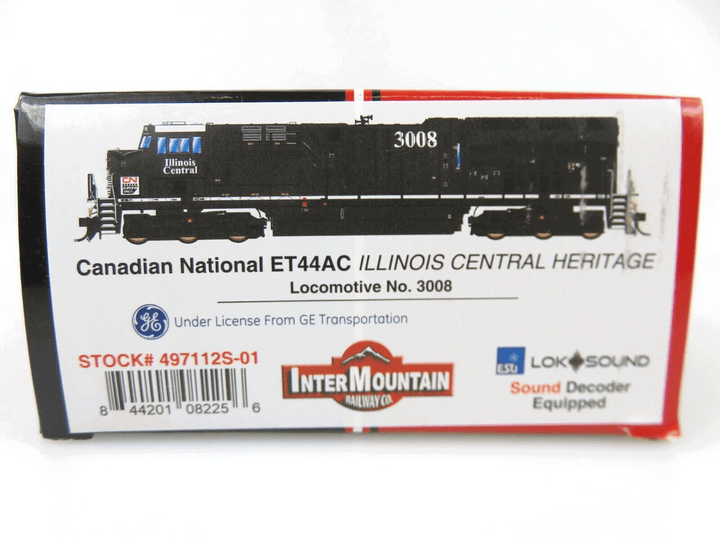 3008
Illinois
Central
CN
Canadian National ET44AC ILLINOIS CENTRAL HERITAGE
Locomotive No. 3008
GE Under License From GE Transportation
STOCK# 497112S-01
8 44201 08225 6
INTERMOUNTAIN
RAILWAY CO.
ESU LOKSOUND
Sound Decoder
Equipped